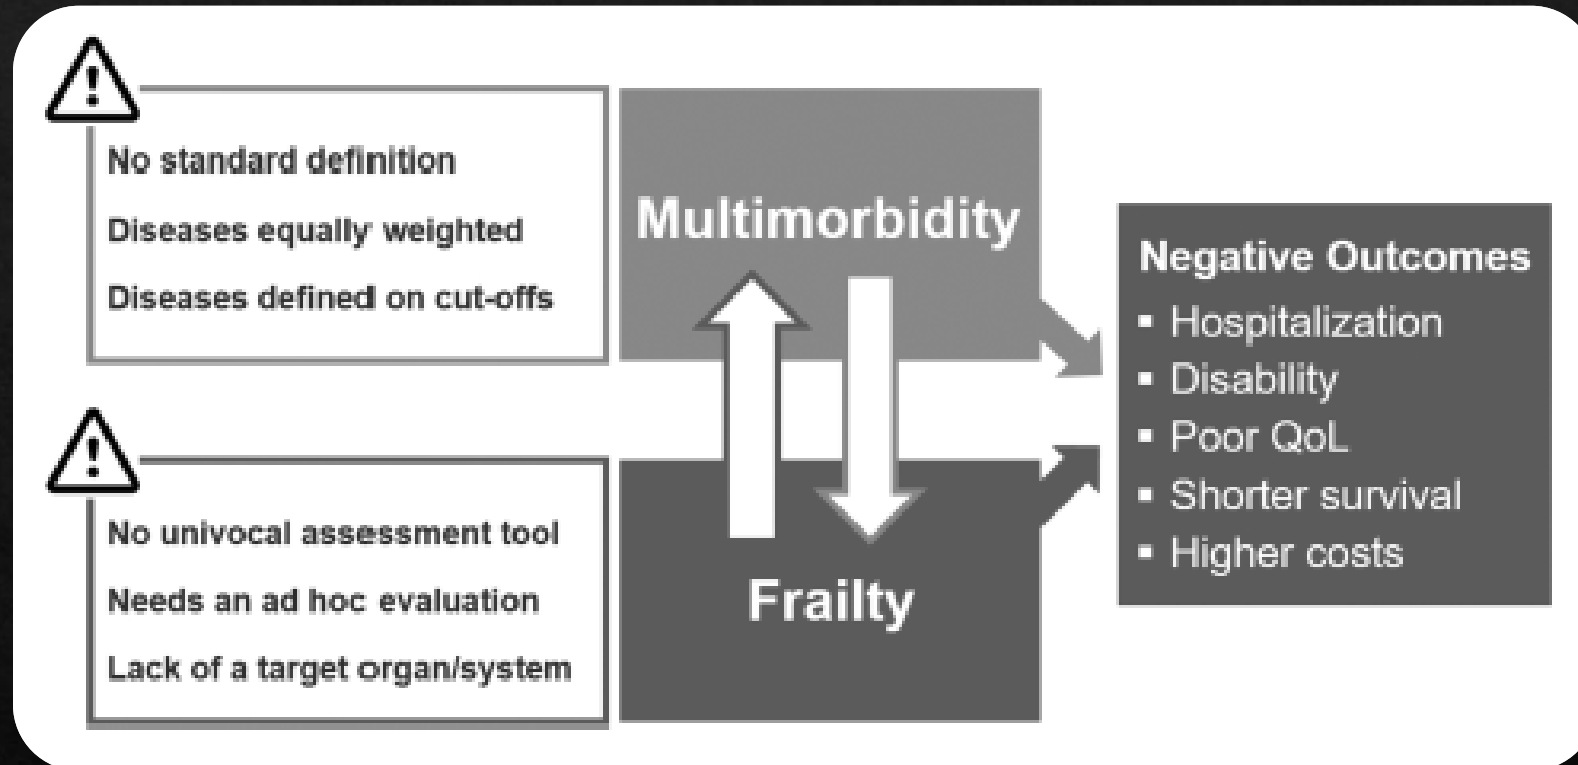 No standard definition
Diseases equally weighted
Diseases defined on cut-offs
Multimorbidity
No univocal assessment tool
Needs an ad hoc evaluation
Lack of a target organ/system
Frailty
Negative Outcomes
▪ Hospitalization
▪ Disability
▪ Poor QoL
▪ Shorter survival
▪ Higher costs